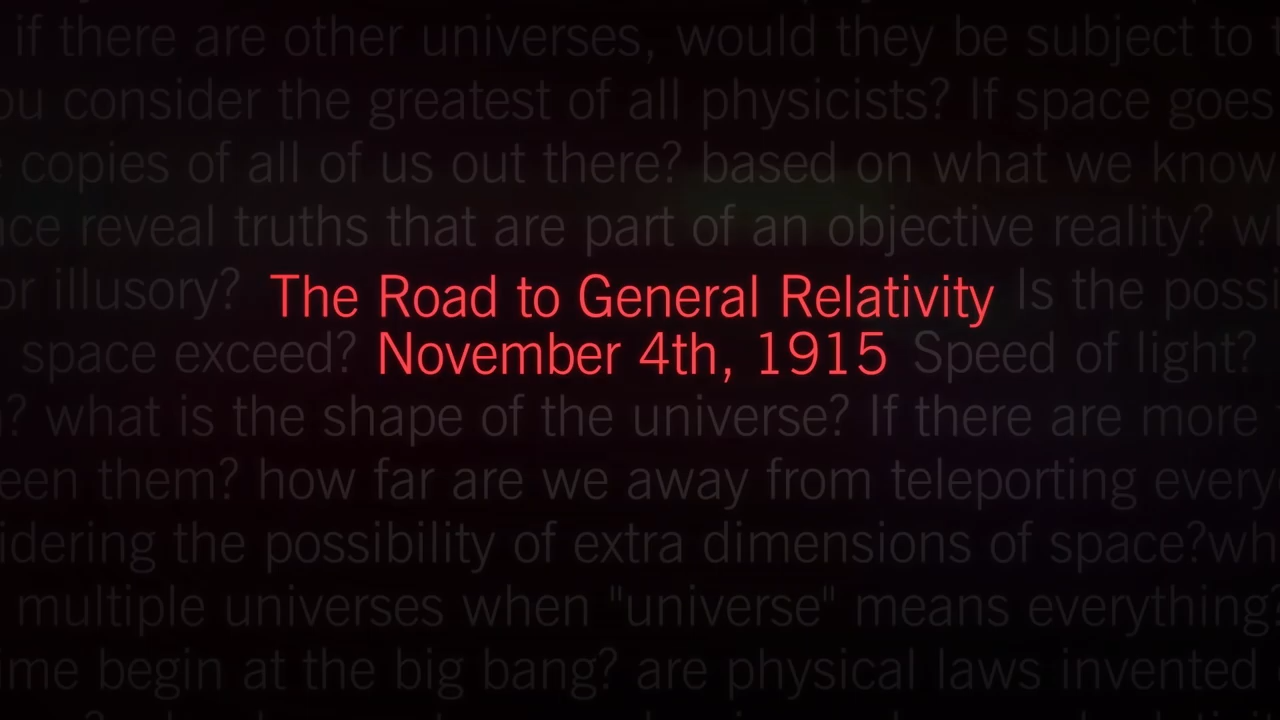 if there are other universes, would they be subject to
ou consider the greatest of all physicists? If space goes
copies of all of us out there? based on what we know
nce reveal truths that are part of an objective reality?
or illusory? The Road to General Relativity Is the possi
space exceed? November 4th, 1915 Speed of light?
? what is the shape of the universe? If there are more
een them? how far are we away from teleporting every
idering the possibility of extra dimensions of space?wh
multiple universes when "universe" means everything
ime begin at the big bang? are physical laws invented